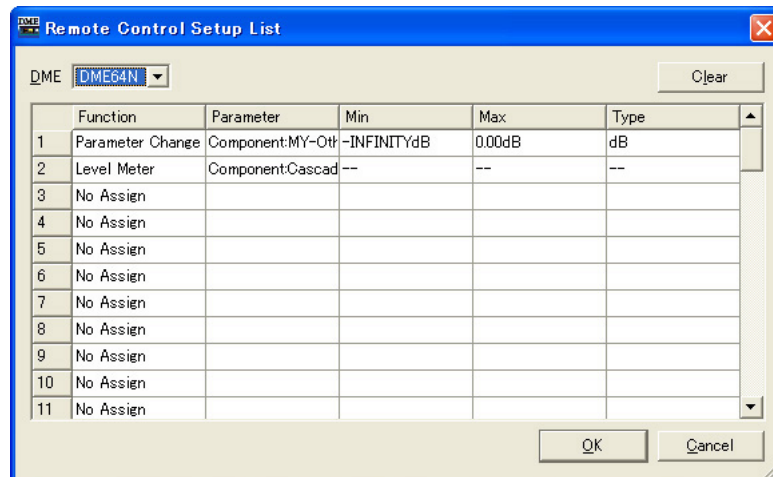 Remote Control Setup List
DME DME64N Clear
Function Parameter Min Max Type
1 Parameter Change Component:MY-Oth -INFINITYdB 0.00dB dB
2 Level Meter Component:Cascad -- -- --
3 No Assign
4 No Assign
5 No Assign
6 No Assign
7 No Assign
8 No Assign
9 No Assign
10 No Assign
11 No Assign
OK Cancel